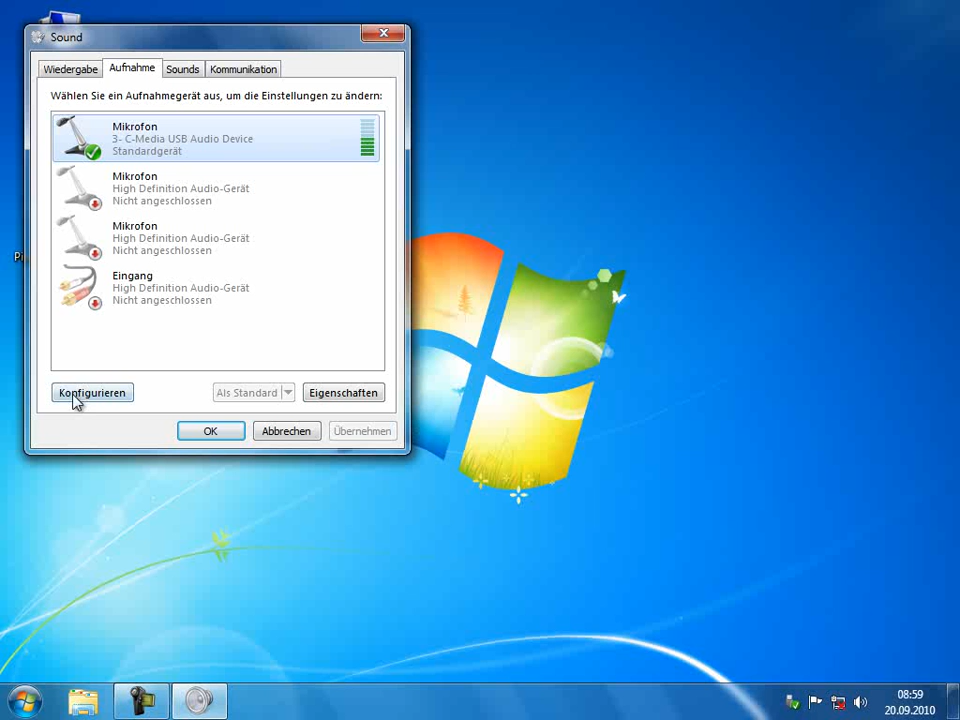 Sound
Wiedergabe Aufnahme Sounds Kommunikation
Wählen Sie ein Aufnahmegerät aus, um die Einstellungen zu ändern:
Mikrofon
3- C-Media USB Audio Device
Standardgerät
Mikrofon
High Definition Audio-Gerät
Nicht angeschlossen
Mikrofon
High Definition Audio-Gerät
Nicht angeschlossen
Eingang
High Definition Audio-Gerät
Nicht angeschlossen
Konfigurieren Als Standard Eigenschaften
OK Abbrechen Übernehmen
08:59
20.09.2010